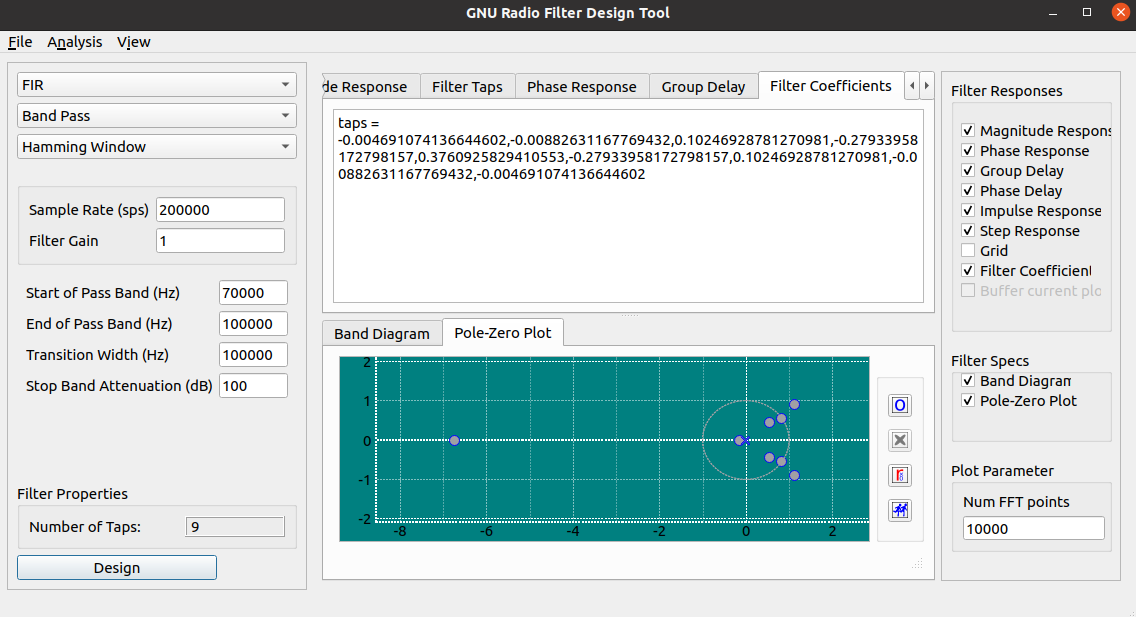 GNU Radio Filter Design Tool
File Analysis View
FIR
Band Pass
Hamming Window
Sample Rate (sps) 200000
Filter Gain 1
Start of Pass Band (Hz) 70000
End of Pass Band (Hz) 100000
Transition Width (Hz) 100000
Stop Band Attenuation (dB) 100
Filter Properties
Number of Taps: 9
Design
de Response Filter Taps Phase Response Group Delay Filter Coefficients
taps =
-0.004691074136644602,-0.00882631167769432,0.10246928781270981,-0.27933958
172798157,0.3760925829410553,-0.27933958172798157,0.10246928781270981,-0.0
0882631167769432,-0.004691074136644602
Band Diagram Pole-Zero Plot
2
1
0
-1
-2
-8 -6 -4 -2 0 2
Filter Responses
Magnitude Respons
Phase Response
Group Delay
Phase Delay
Impulse Response
Step Response
Grid
Filter Coefficient
Buffer current plo
Filter Specs
Band Diagram
Pole-Zero Plot
Plot Parameter
Num FFT points
10000